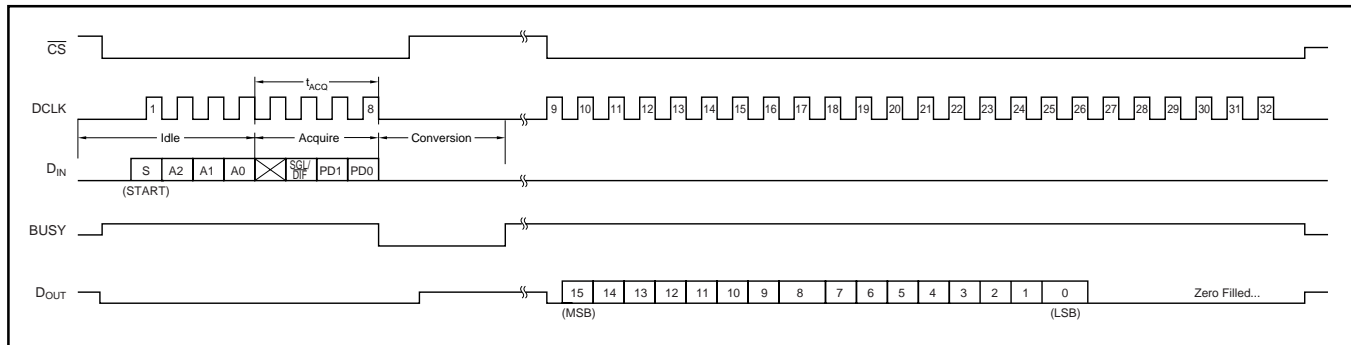 CS
tACQ
DCLK 1 8 9 10 11 12 13 14 15 16 17 18 19 20 21 22 23 24 25 26 27 28 29 30 31 32
Idle Acquire Conversion
DIN S A2 A1 A0 SGL/DIF PD1 PD0
(START)
BUSY
DOUT 15 14 13 12 11 10 9 8 7 6 5 4 3 2 1 0 Zero Filled...
(MSB) (LSB)